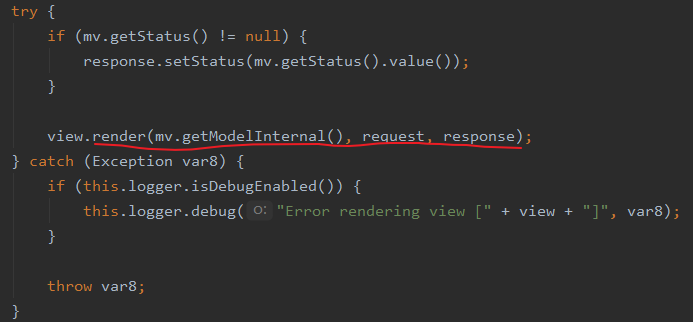 try {
if (mv.getStatus() != null) {
response.setStatus(mv.getStatus().value());
}
view.render(mv.getModelInternal(), request, response);
} catch (Exception var8) {
if (this.logger.isDebugEnabled()) {
this.logger.debug( o: "Error rendering view [" + view + "]", var8);
}
throw var8;
}